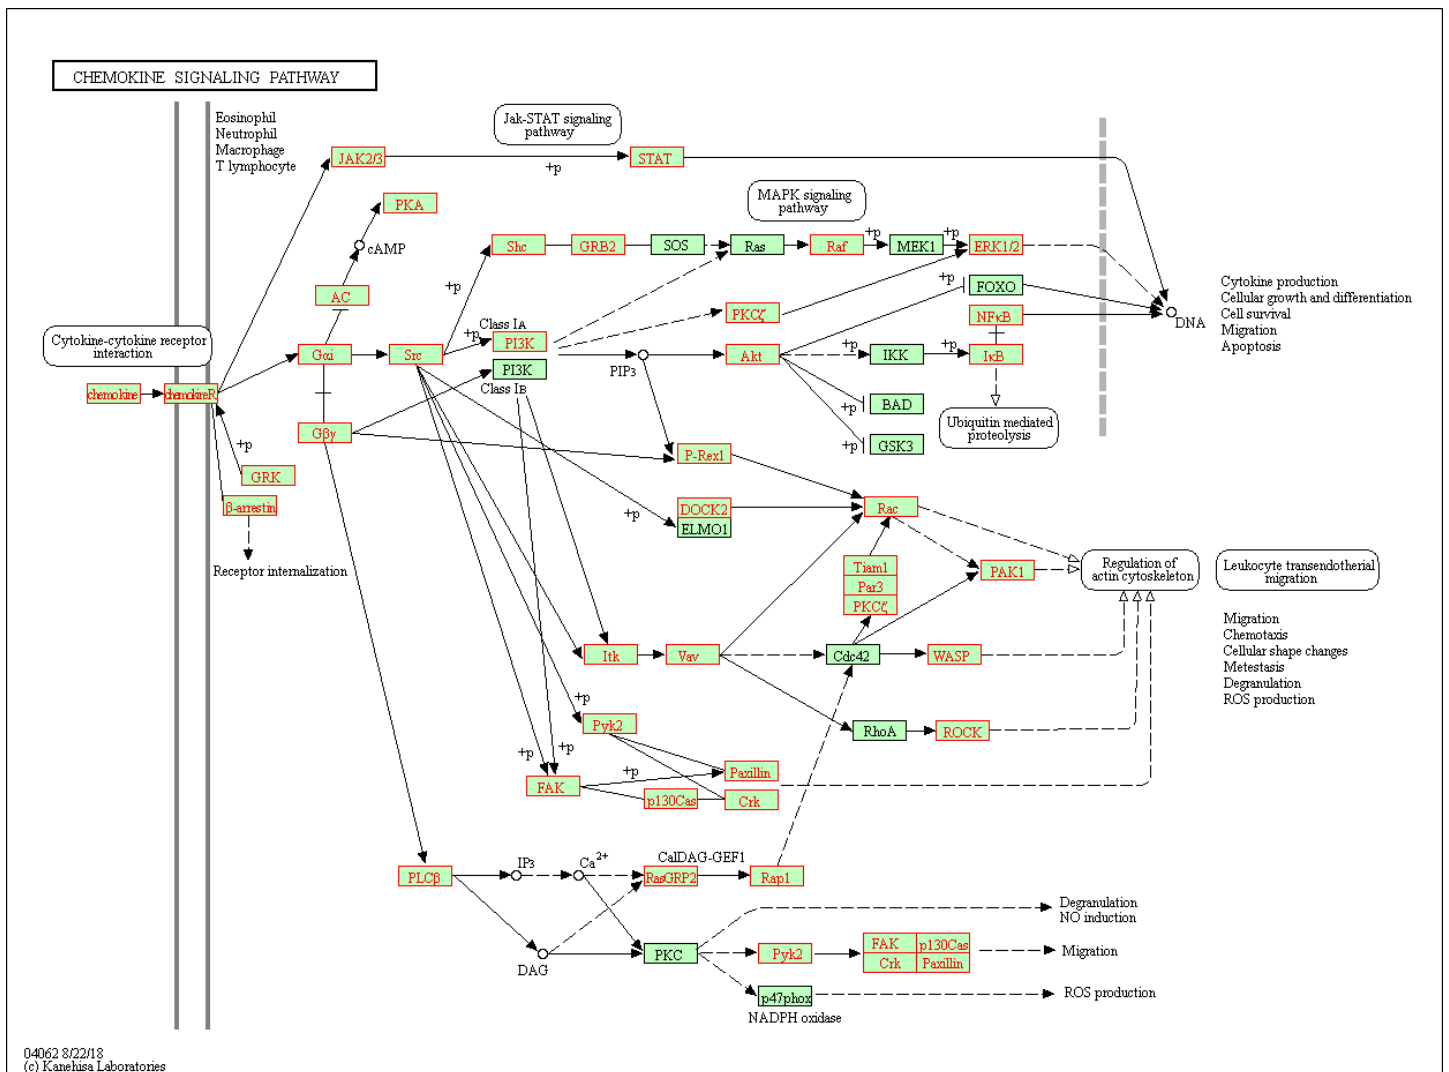 CHEMOKINE SIGNALING PATHWAY
Eosinophil
Neutrophil
Macrophage
T lymphocyte
Jak-STAT signaling
pathway
JAK2/3
+p
STAT
PKA
cAMP
MAPK signaling
pathway
Shc
GRB2
SOS
Ras
Raf
+p
MEK1
+p
ERK1/2
+p
AC
+p
FOXO
Cytokine production
Cellular growth and differentiation
Cell survival
Migration
Apoptosis
PKCζ
NFκB
DNA
Cytokine-cytokine receptor
interaction
Class IA
+p
PI3K
Gαi
Src
PI3K
Class IB
PIP3
Akt
+p
IKK
+p
IκB
chemokine
chemokineR
+p
BAD
Ubiquitin mediated
proteolysis
Gβγ
+p
GSK3
+p
GRK
P-Rex1
β-arrestin
+p
DOCK2
ELMO1
Rac
Receptor internalization
Tiam1
Par3
PKCζ
PAK1
Regulation of
actin cytoskeleton
Leukocyte transendotherial
migration
Migration
Chemotaxis
Cellular shape changes
Metestasis
Degranulation
ROS production
Itk
Vav
Cdc42
WASP
+p
Pyk2
RhoA
ROCK
+p
+p
+p
FAK
Paxillin
p130Cas
Crk
PLCβ
IP3
Ca2+
CalDAG-GEF1
RasGRP2
Rap1
Degranulation
NO induction
DAG
PKC
Pyk2
FAK
p130Cas
Crk
Paxillin
Migration
p47phox
NADPH oxidase
ROS production
04062 8/22/18
(c) Kanehisa Laboratories